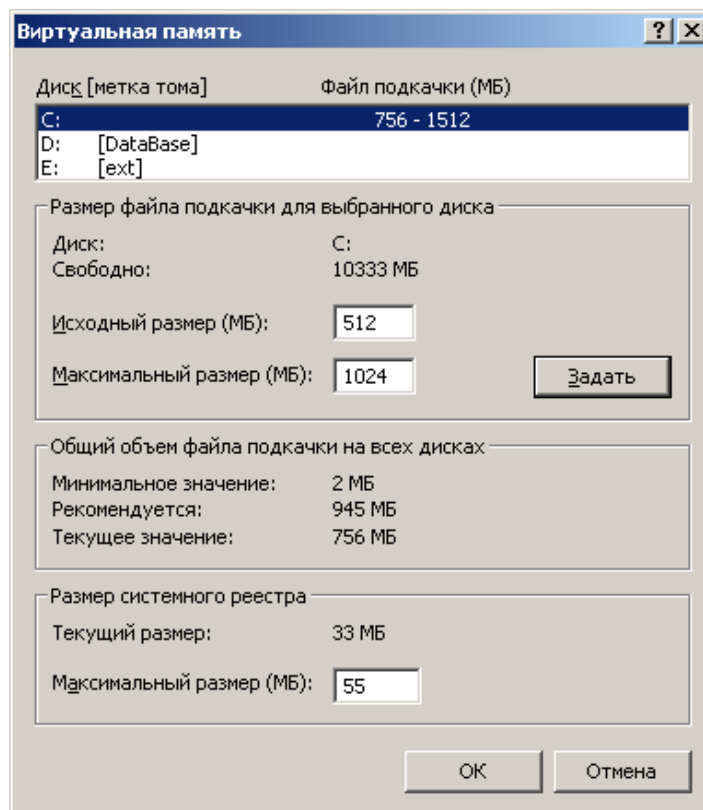 Виртуальная память
Диск [метка тома] Файл подкачки (МБ)
C: 756 - 1512
D: [DataBase]
E: [ext]
Размер файла подкачки для выбранного диска
Диск: C:
Свободно: 10333 МБ
Исходный размер (МБ): 512
Максимальный размер (МБ): 1024 Задать
Общий объем файла подкачки на всех дисках
Минимальное значение: 2 МБ
Рекомендуется: 945 МБ
Текущее значение: 756 МБ
Размер системного реестра
Текущий размер: 33 МБ
Максимальный размер (МБ): 55
ОК Отмена